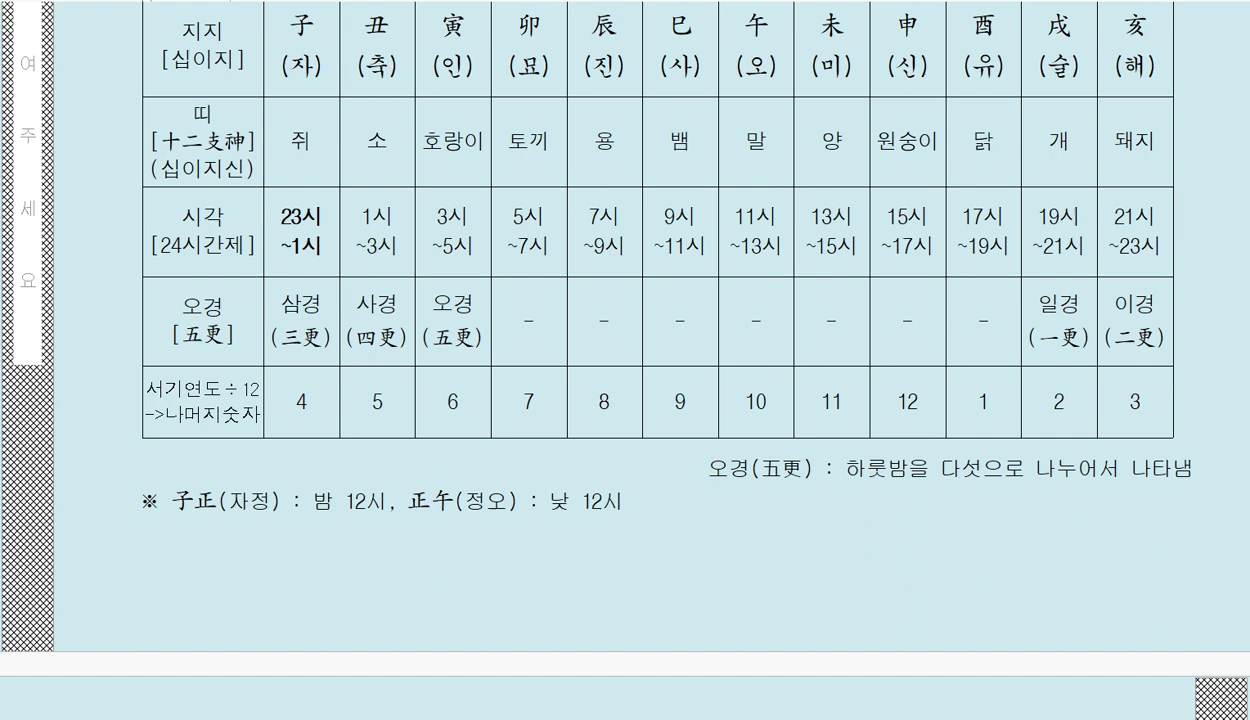 여
주
세
요
지지 子 丑 寅 卯 辰 巳 午 未 申 酉 戌 亥
[십이지] (자) (축) (인) (묘) (진) (사) (오) (미) (신) (유) (술) (해)
띠
[十二支神] 쥐 소 호랑이 토끼 용 뱀 말 양 원숭이 닭 개 돼지
(십이지신)
시각 23시 1시 3시 5시 7시 9시 11시 13시 15시 17시 19시 21시
[24시간제] ~1시 ~3시 ~5시 ~7시 ~9시 ~11시 ~13시 ~15시 ~17시 ~19시 ~21시 ~23시
오경 삼경 사경 오경 – – – – – – – 일경 이경
[五更] (三更) (四更) (五更) (一更) (二更)
서기연도÷12 4 5 6 7 8 9 10 11 12 1 2 3
->나머지숫자
오경(五更) : 하룻밤을 다섯으로 나누어서 나타냄
※ 子正(자정) : 밤 12시, 正午(정오) : 낮 12시